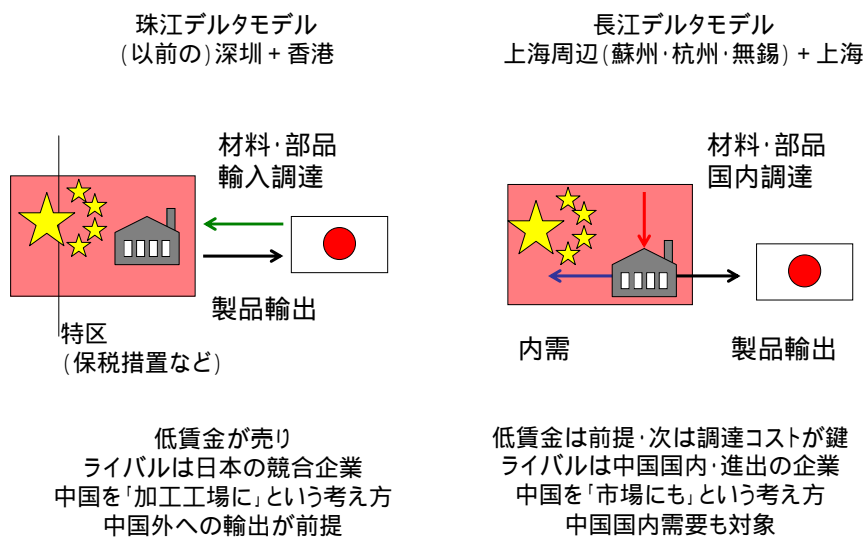 珠江デルタモデル
(以前の)深圳+香港
材料・部品
輸入調達
製品輸出
特区
(保税措置など)
低賃金が売り
ライバルは日本の競合企業
中国を「加工工場に」という考え方
中国外への輸出が前提
長江デルタモデル
上海周辺(蘇州・杭州・無錫)+上海
材料・部品
国内調達
内需
製品輸出
低賃金は前提・次は調達コストが鍵
ライバルは中国国内・進出の企業
中国を「市場にも」という考え方
中国国内需要も対象